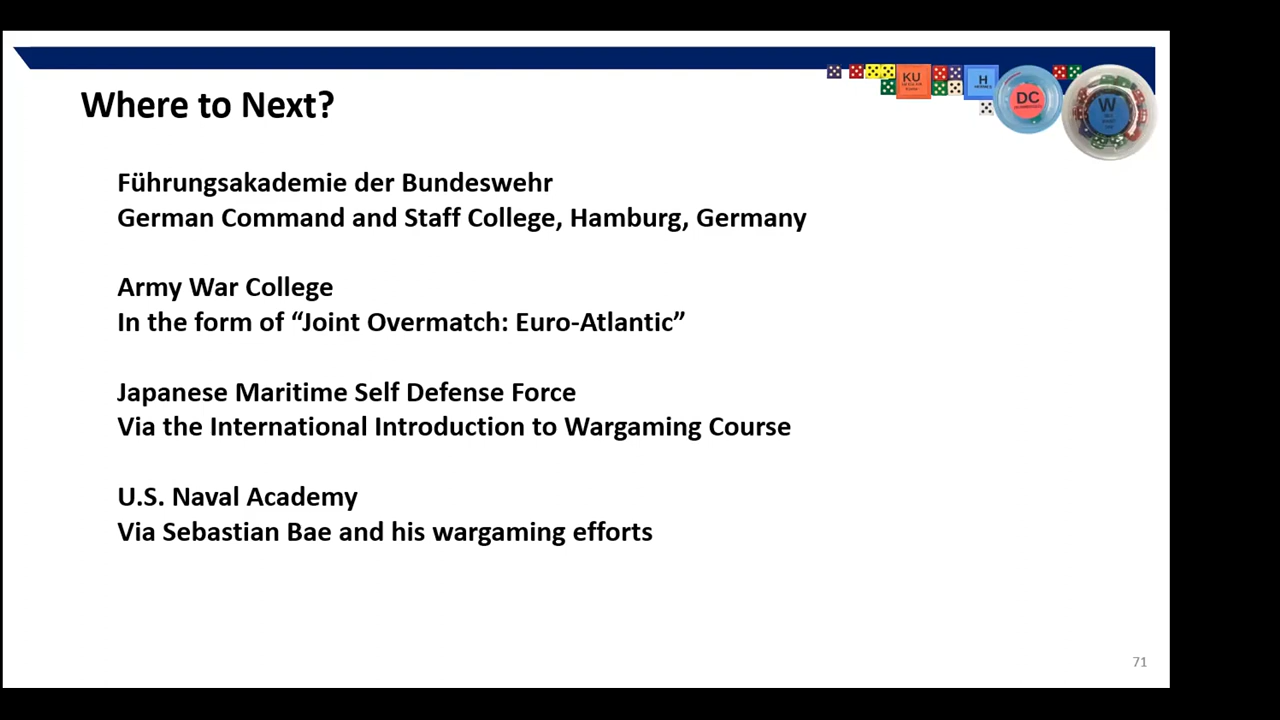 Where to Next?
KU
H
DC
W
Führungsakademie der Bundeswehr
German Command and Staff College, Hamburg, Germany
Army War College
In the form of “Joint Overmatch: Euro-Atlantic”
Japanese Maritime Self Defense Force
Via the International Introduction to Wargaming Course
U.S. Naval Academy
Via Sebastian Bae and his wargaming efforts
71